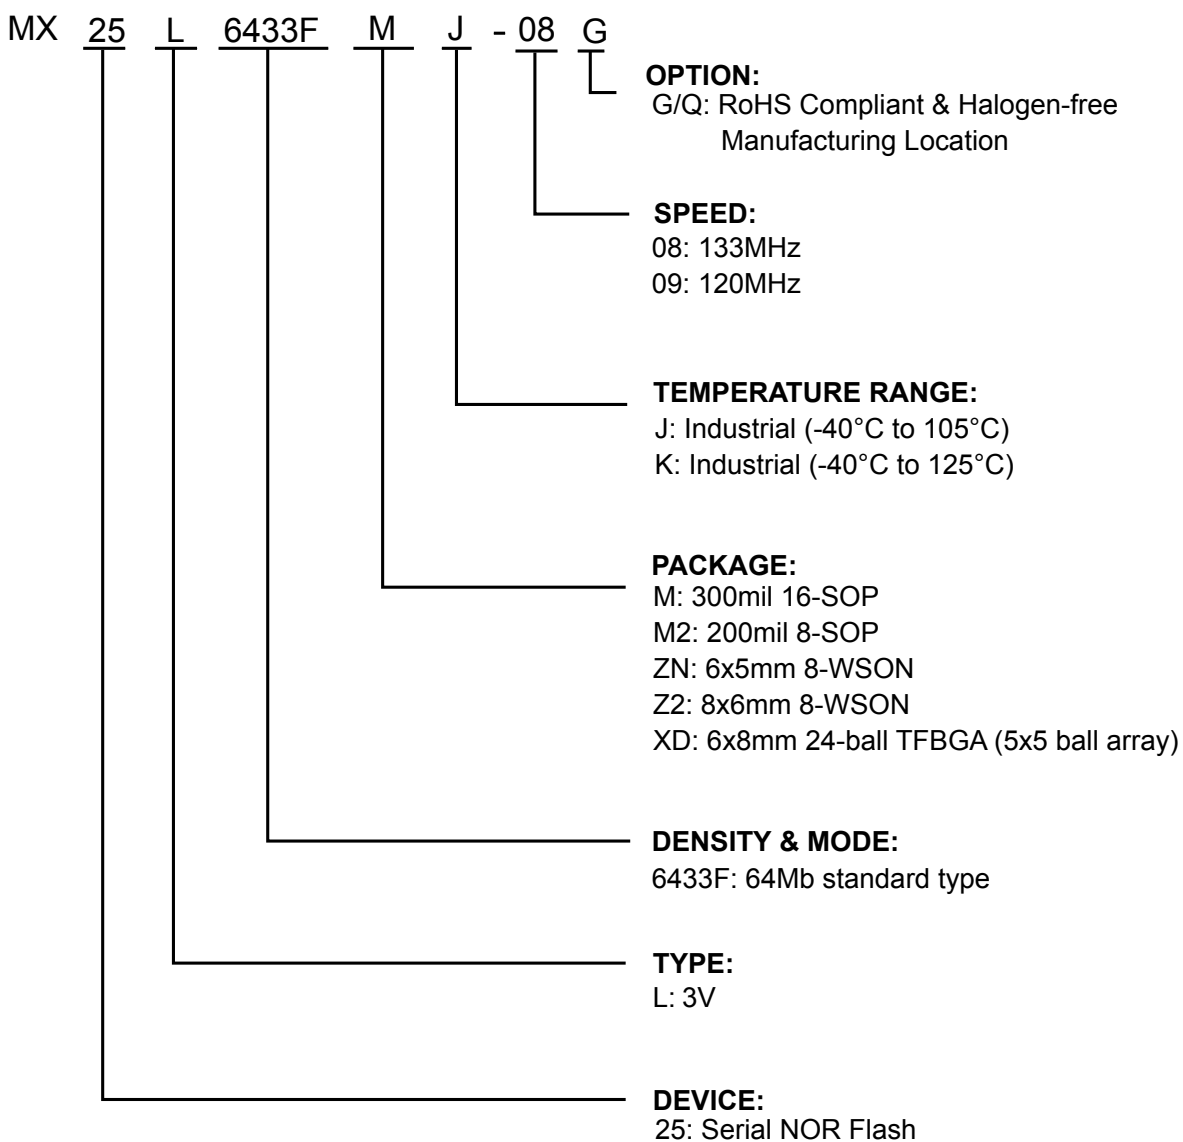 MX 25 L 6433F M J - 08 G
OPTION:
G/Q: RoHS Compliant & Halogen-free
Manufacturing Location
SPEED:
08: 133MHz
09: 120MHz
TEMPERATURE RANGE:
J: Industrial (-40°C to 105°C)
K: Industrial (-40°C to 125°C)
PACKAGE:
M: 300mil 16-SOP
M2: 200mil 8-SOP
ZN: 6x5mm 8-WSON
Z2: 8x6mm 8-WSON
XD: 6x8mm 24-ball TFBGA (5x5 ball array)
DENSITY & MODE:
6433F: 64Mb standard type
TYPE:
L: 3V
DEVICE:
25: Serial NOR Flash